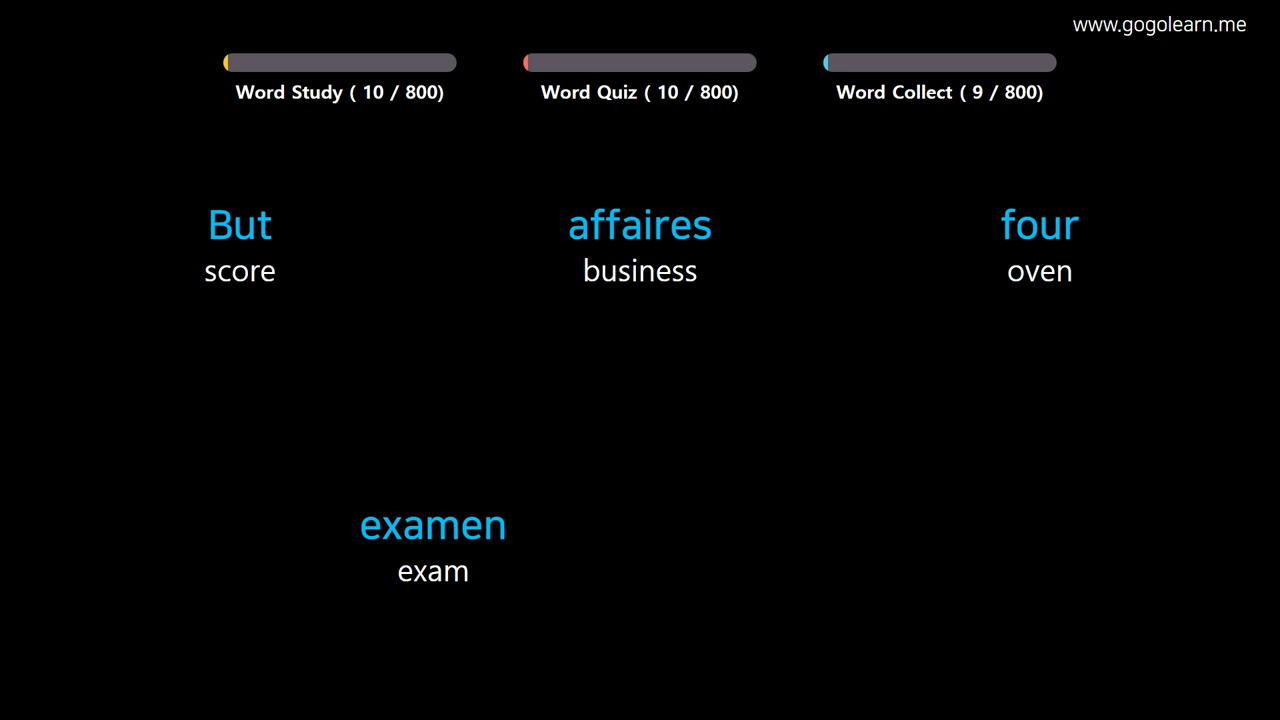 www.gogolearn.me
Word Study ( 10 / 800)
Word Quiz ( 10 / 800)
Word Collect ( 9 / 800)
But
score
affaires
business
four
oven
examen
exam